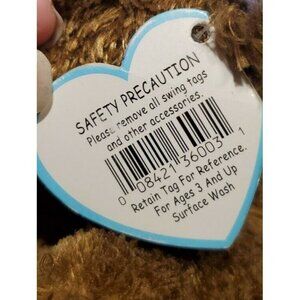 SAFETY PRECAUTION
Please remove all swing tags
and other accessories.
0 08421 36003 1
Retain Tag For Reference.
For Ages 3 And Up
Surface Wash